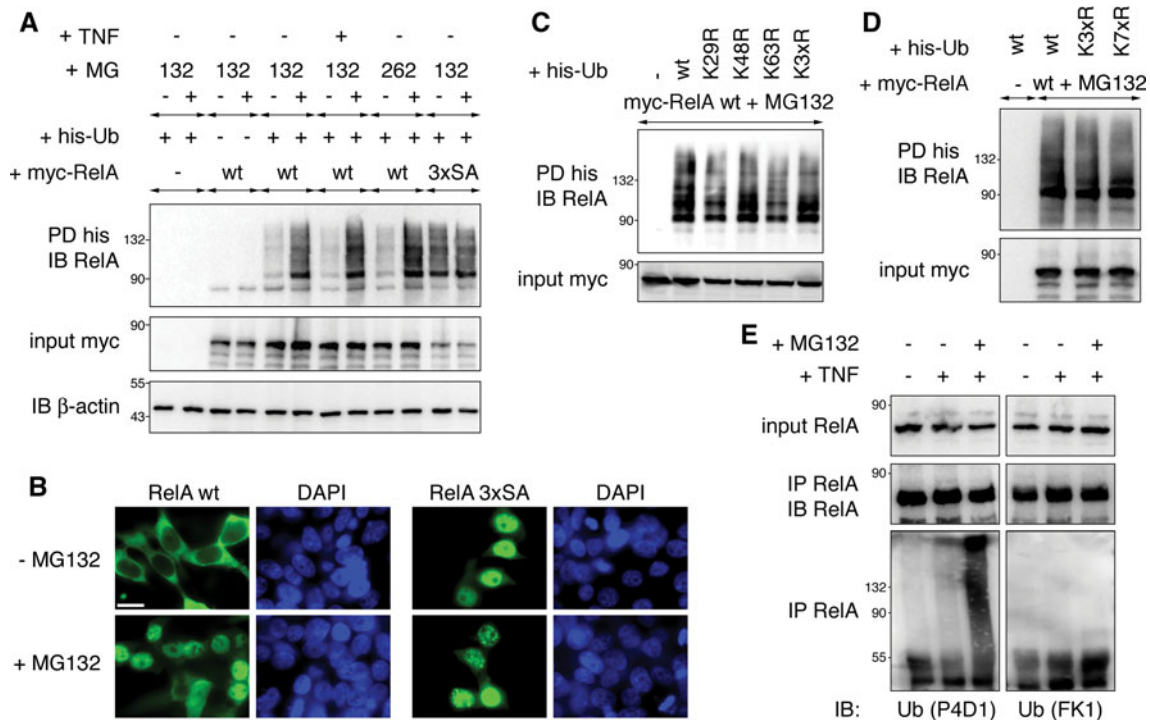 A
+ TNF - - - + - -
+ MG 132 132 132 132 262 132
- + - + - + - + - + - +
+ his-Ub + + - - + + + + + + + +
+ myc-RelA - wt wt wt wt 3xSA
PD his
IB RelA
132
90
input myc
90
IB β-actin
55
43
B
RelA wt DAPI RelA 3xSA DAPI
- MG132
+ MG132
C
+ his-Ub - wt K29R K48R K63R K3xR
myc-RelA wt + MG132
PD his
IB RelA
132
90
input myc
90
D
+ his-Ub wt wt K3xR K7xR
+ myc-RelA - wt + MG132
PD his
IB RelA
132
90
input myc
90
E
+ MG132 - - + - - +
+ TNF - + + - + +
input RelA
90
IP RelA
IB RelA
90
IP RelA
132
90
55
IB: Ub (P4D1) Ub (FK1)